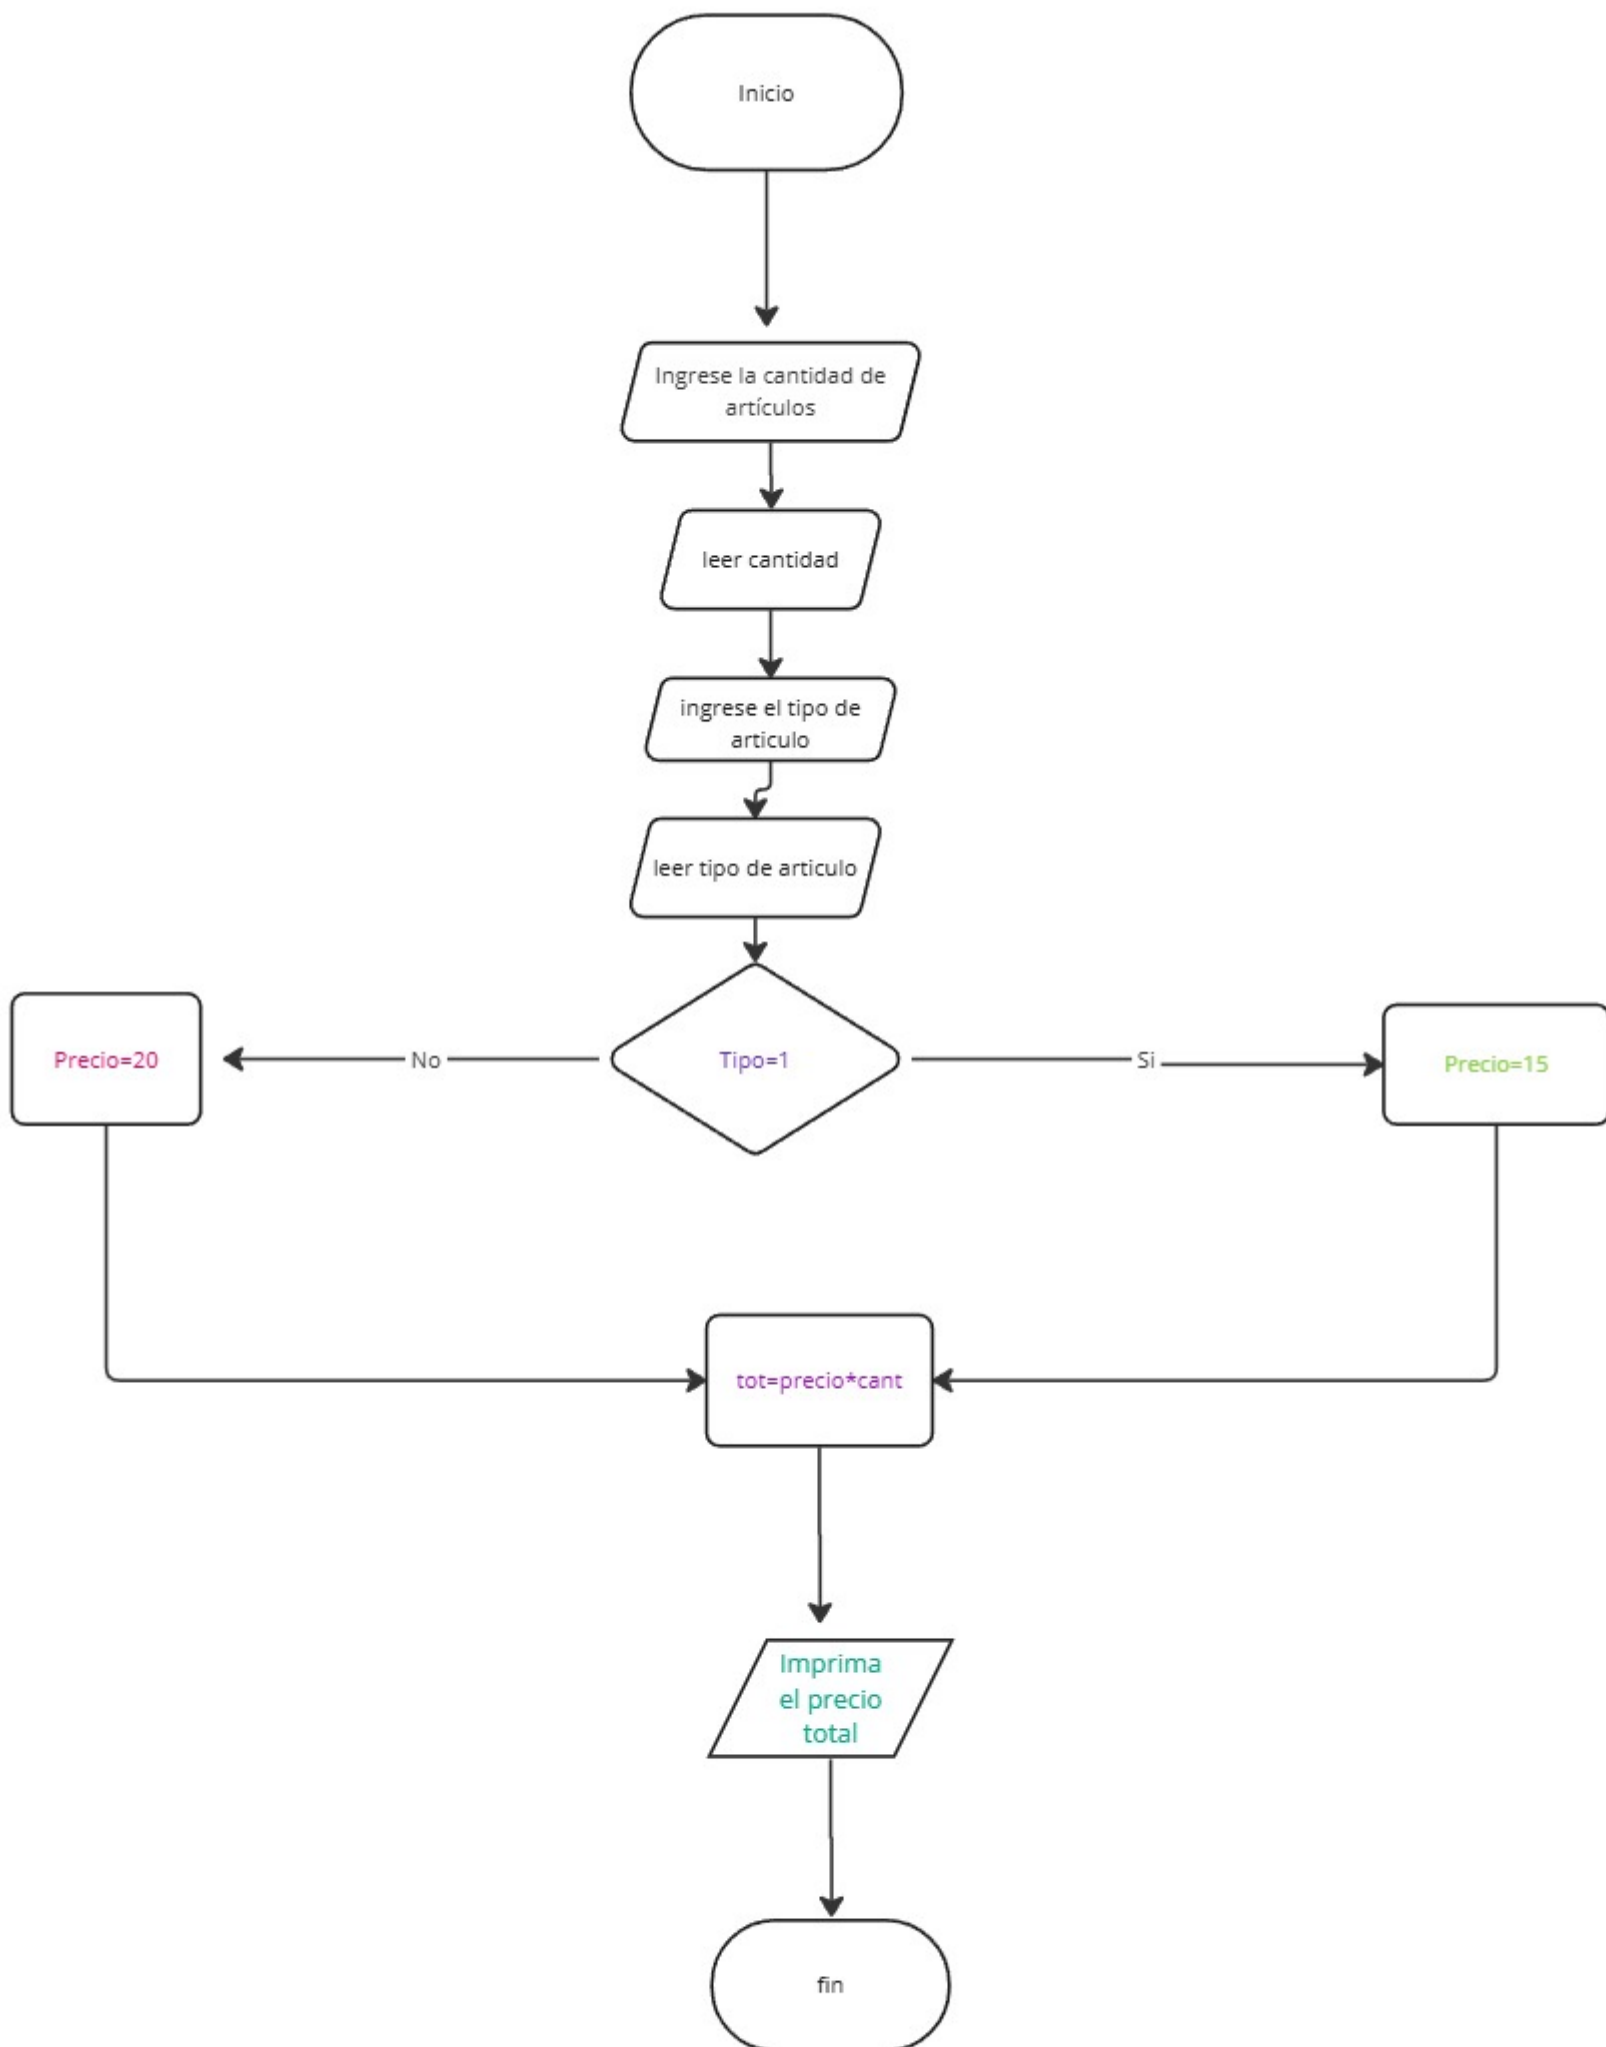 Inicio
Ingrese la cantidad de
artículos
leer cantidad
ingrese el tipo de
articulo
leer tipo de articulo
Precio=20
No
Tipo=1
Si
Precio=15
tot=precio*cant
Imprima
el precio
total
fin